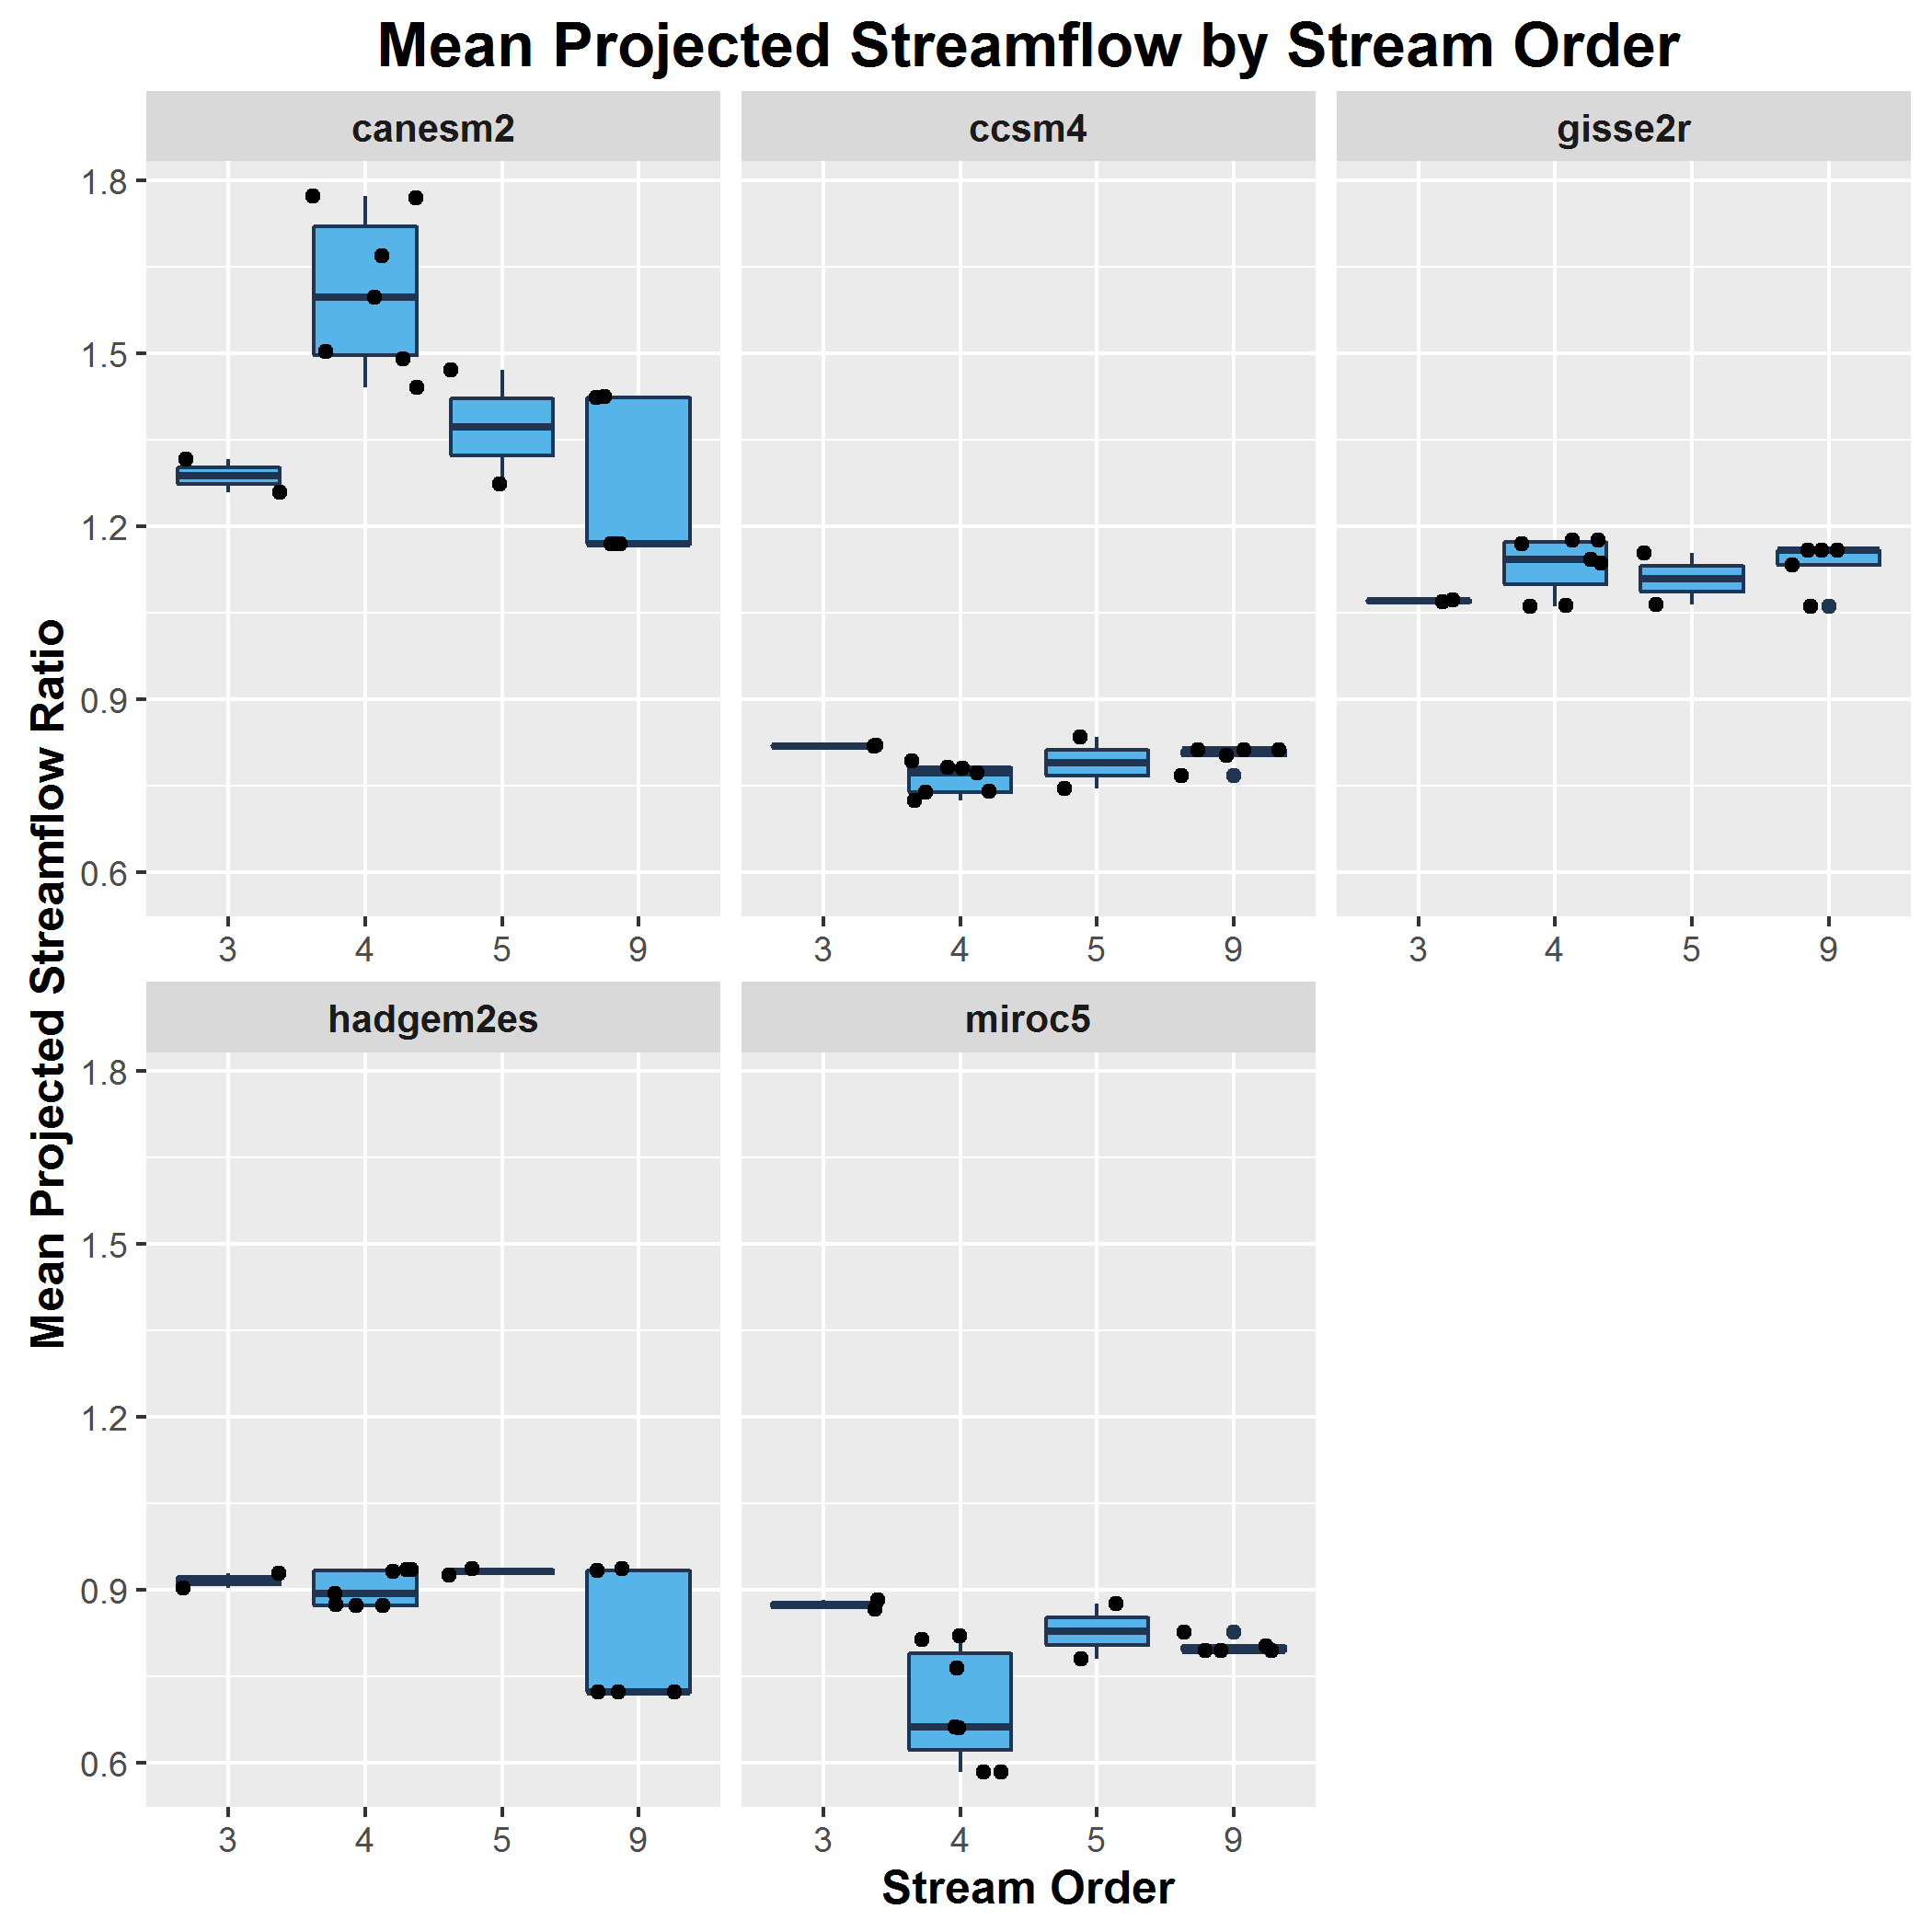 Mean Projected Streamflow by Stream Order
canesm2 ccsm4 gisse2r
1.8
1.5
1.2
0.9
0.6
3 4 5 9 3 4 5 9 3 4 5 9
hadgem2es miroc5
1.8
1.5
1.2
0.9
0.6
3 4 5 9 3 4 5 9
Mean Projected Streamflow Ratio
Stream Order